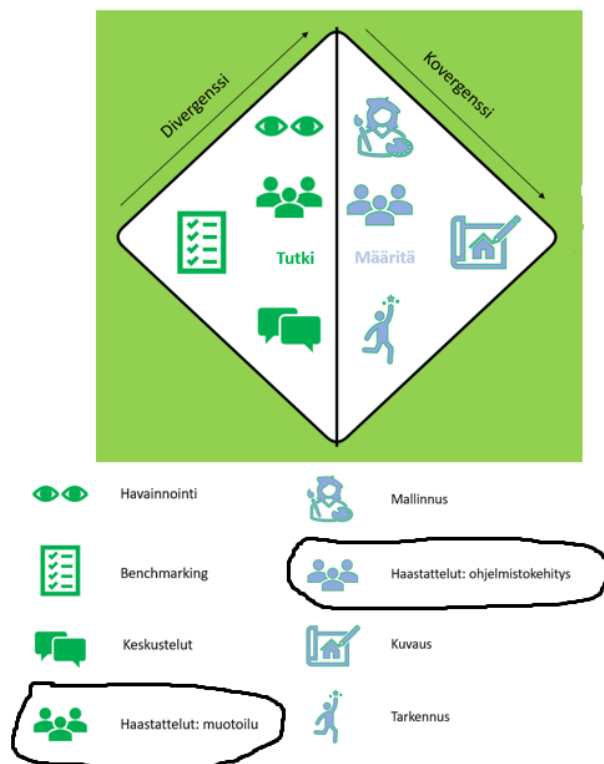 Divergenssi
Kovergenssi
Tutki
Määritä
Havainnointi
Mallinnus
Benchmarking
Haastattelut: ohjelmistokehitys
Keskustelut
Kuvaus
Haastattelut: muotoilu
Tarkennus